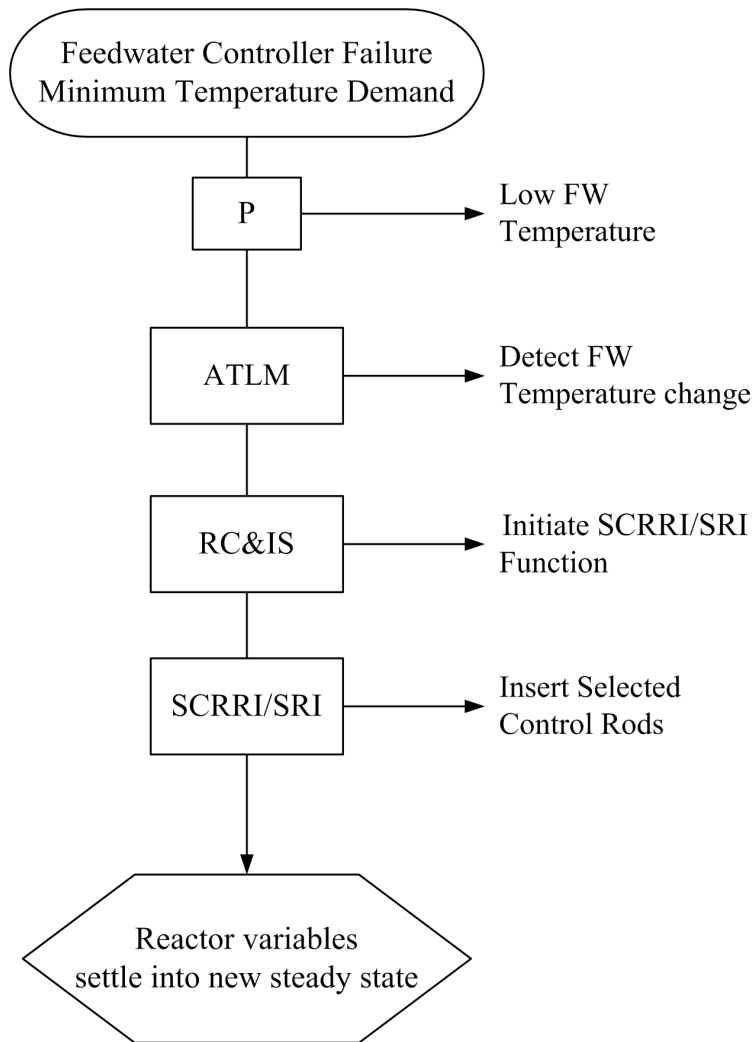 Feedwater Controller Failure
Minimum Temperature Demand
P
Low FW
Temperature
ATLM
Detect FW
Temperature change
RC&IS
Initiate SCRRI/SRI
Function
SCRRI/SRI
Insert Selected
Control Rods
Reactor variables
settle into new steady state